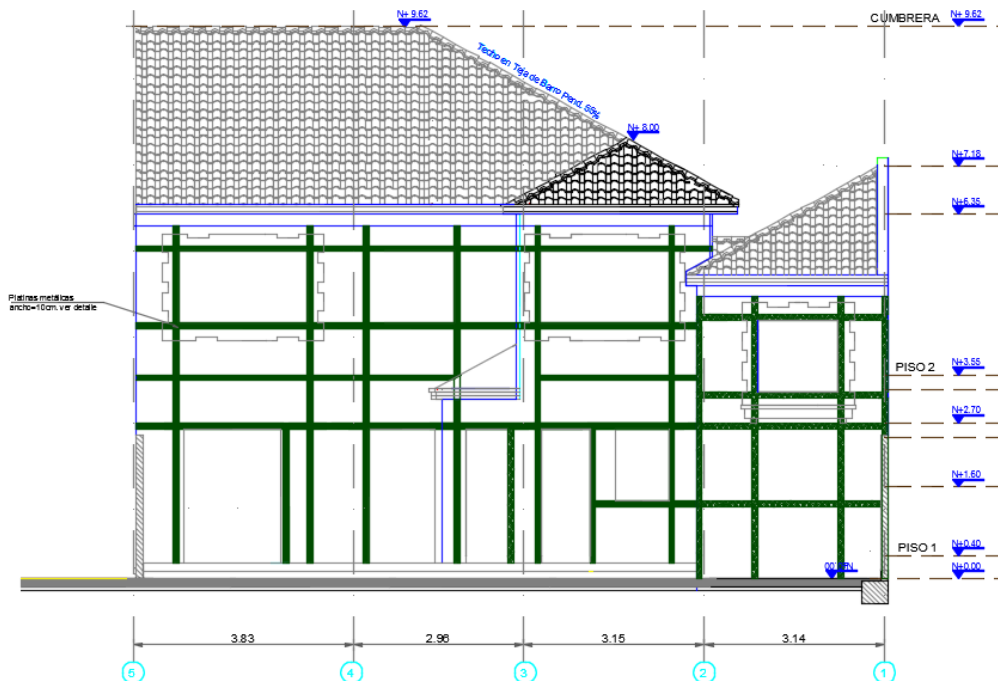 N+ 9.62
CUMBRERA
N+ 9.62
Techo en Teja de Barro Pend. 55%
N+ 8.00
N+7.18
N+6.35
Platinas metálicas
ancho=10cm. ver detalle
PISO 2
N+3.55
N+2.70
N+1.60
PISO 1
N+0.40
N+0.00
3.83
2.96
3.15
3.14
5
4
3
2
1